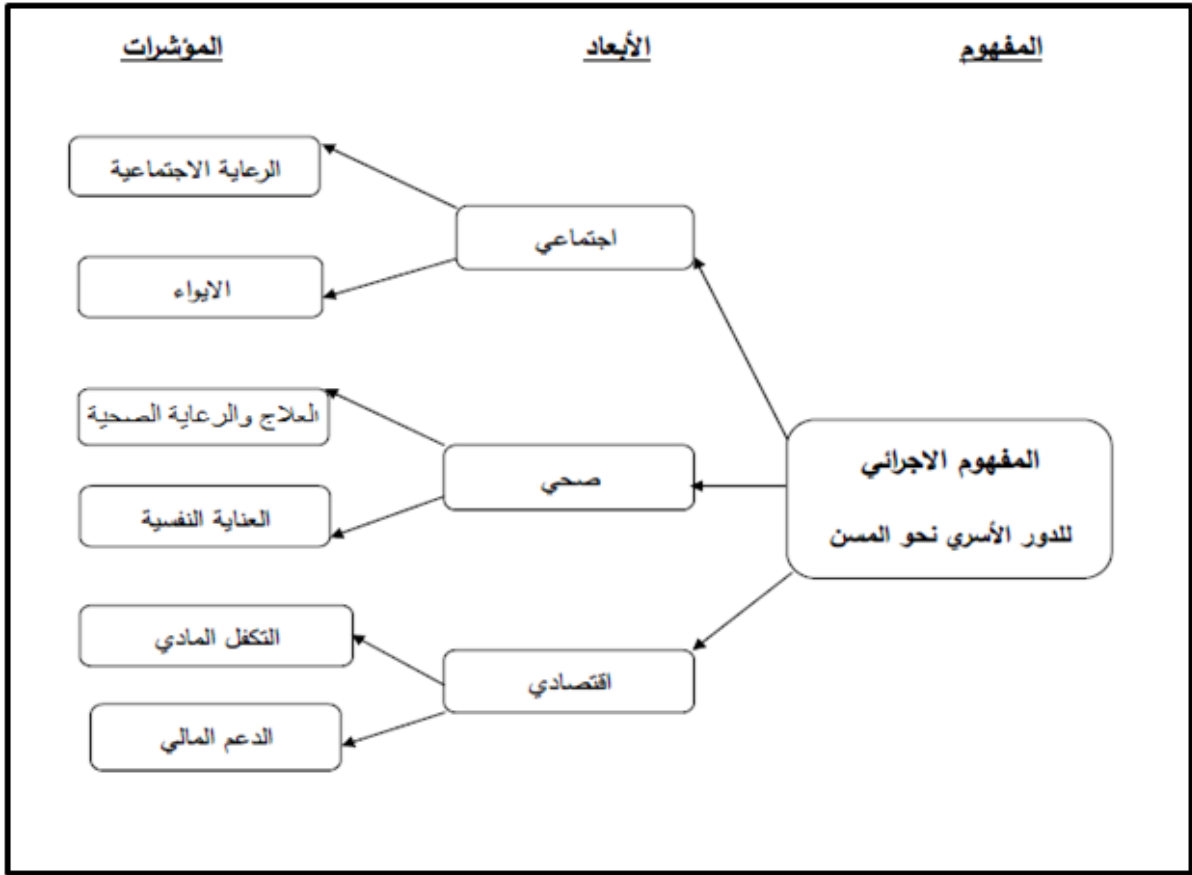 المفهوم
الأبعاد
المؤشرات
المفهوم الاجرائي
للدور الأسري نحو المسن
اجتماعي
الرعاية الاجتماعية
الايواء
صحي
العلاج والرعاية الصحية
العناية النفسية
اقتصادي
التكفل المادي
الدعم المالي